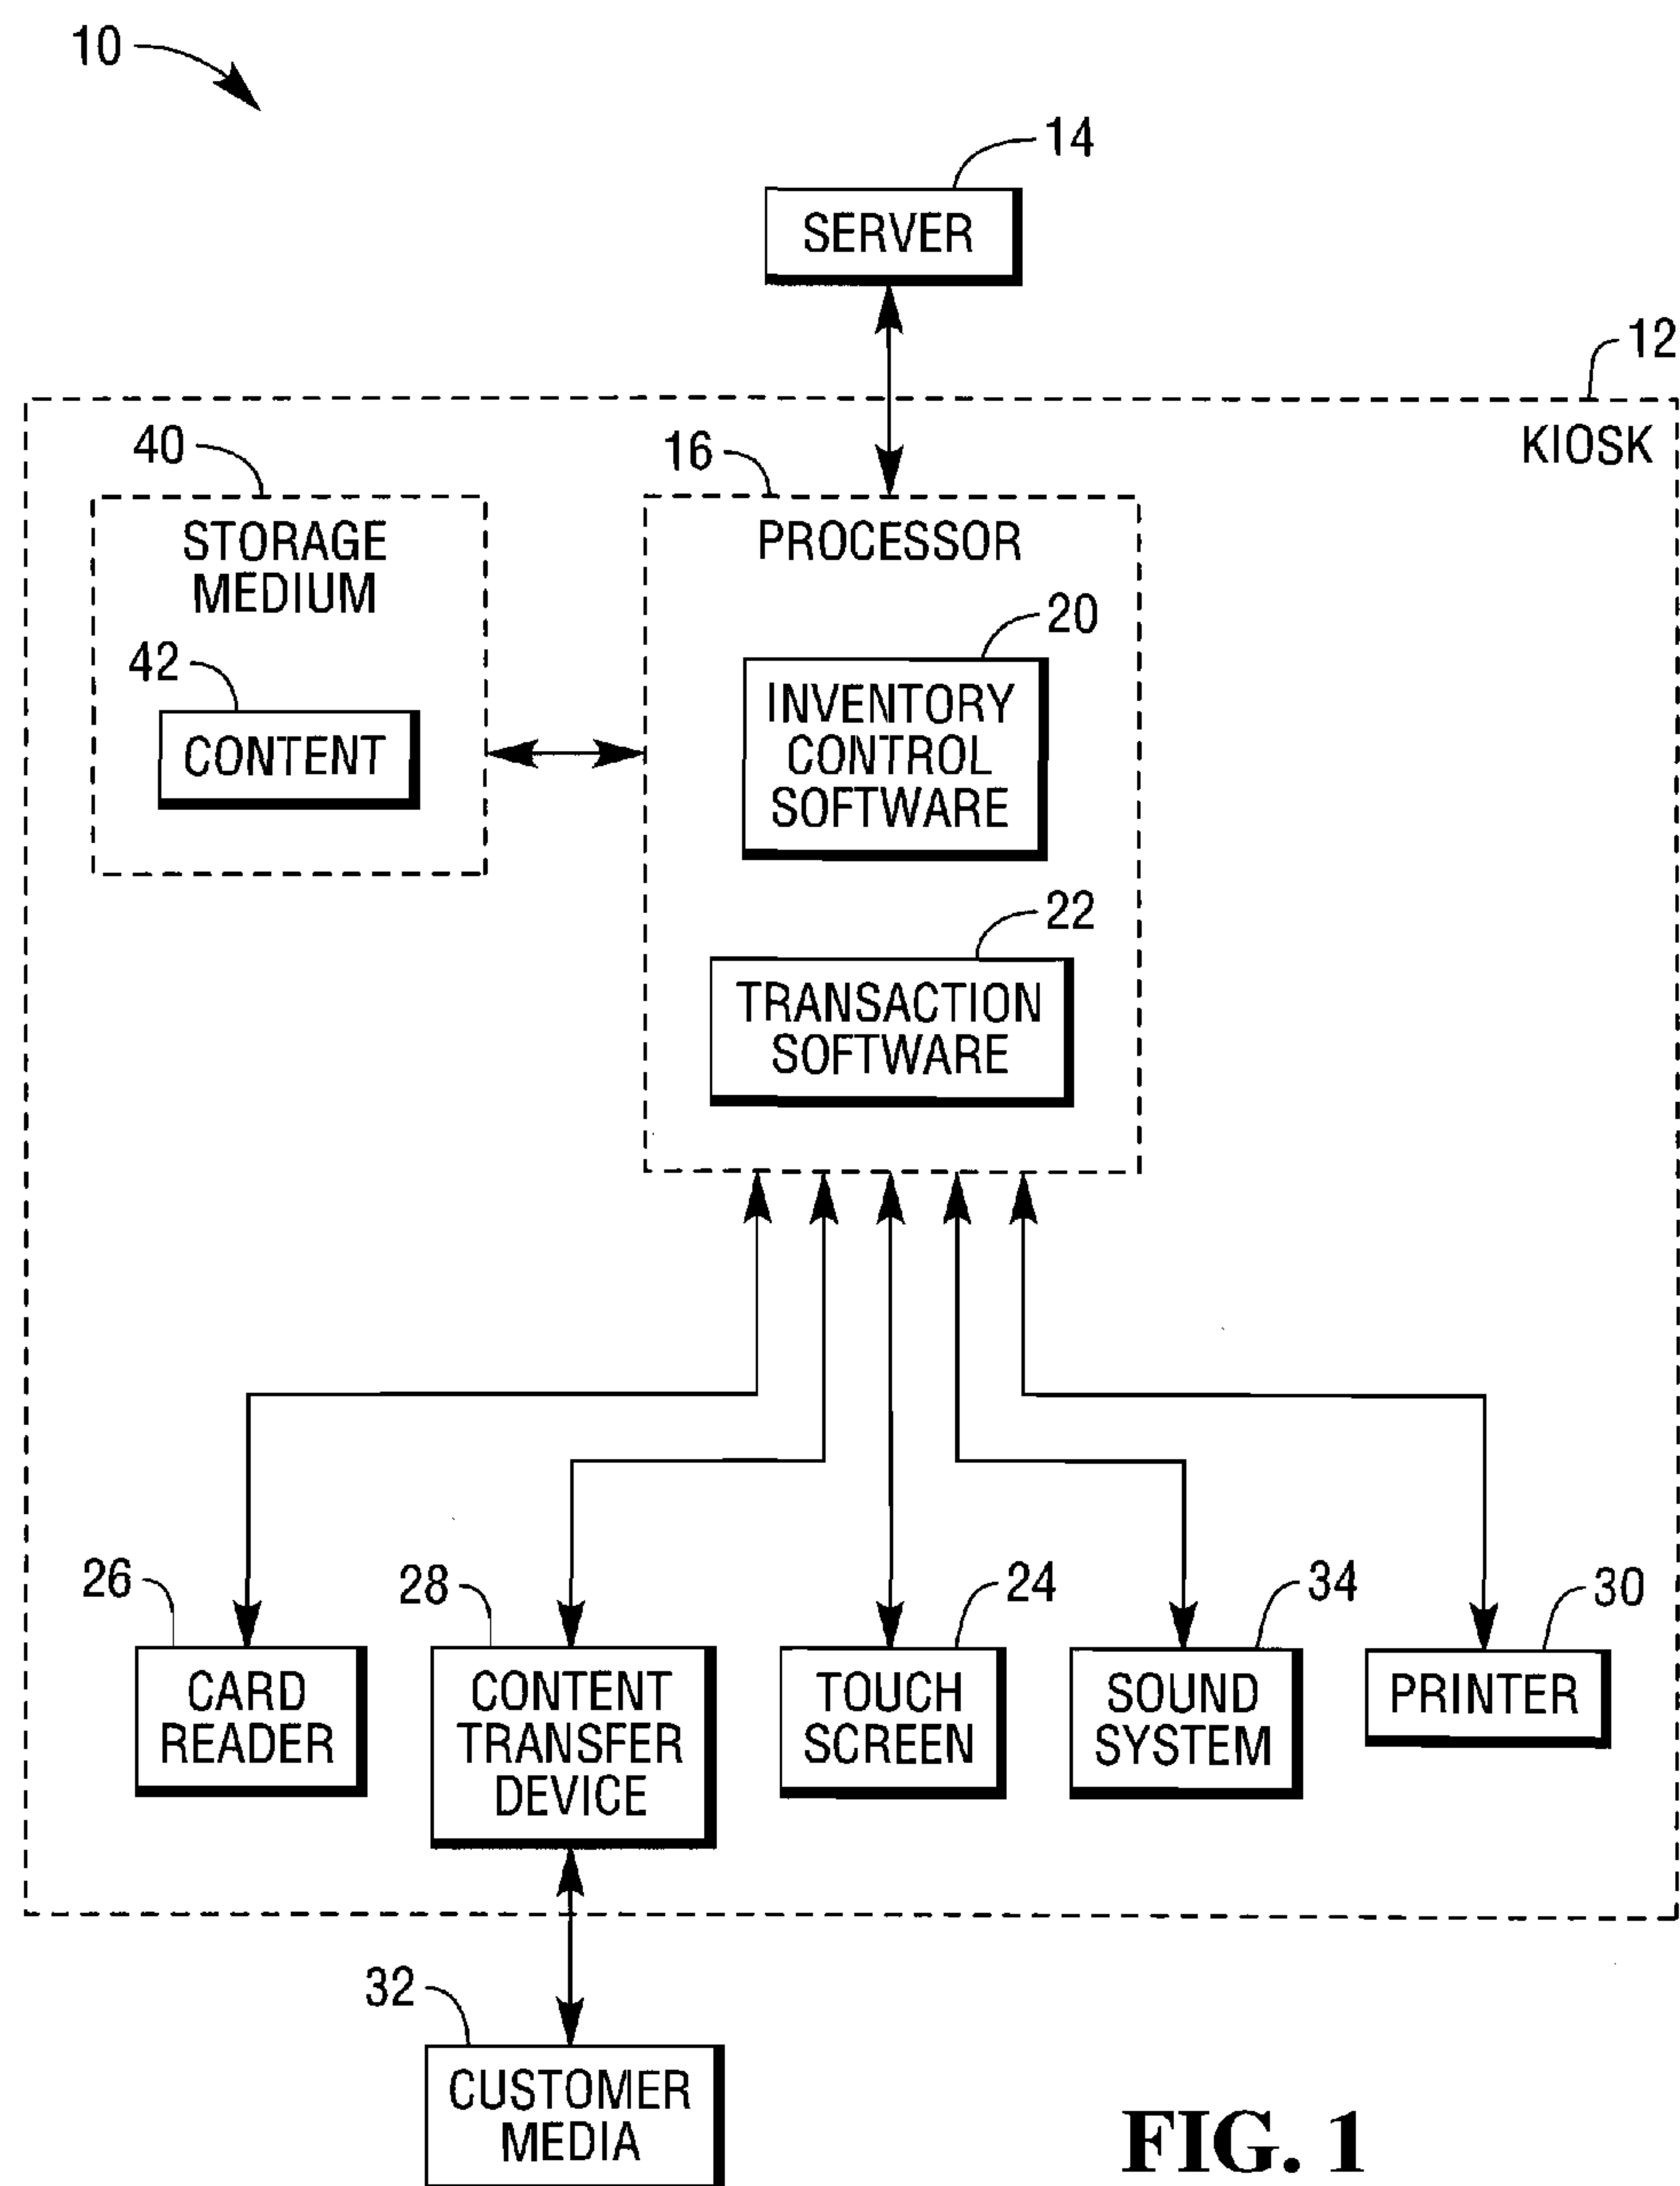 10
14
SERVER
12
KIOSK
40
16
STORAGE
MEDIUM
PROCESSOR
20
42
CONTENT
INVENTORY
CONTROL
SOFTWARE
22
TRANSACTION
SOFTWARE
26
28
24
34
30
CARD
READER
CONTENT
TRANSFER
DEVICE
TOUCH
SCREEN
SOUND
SYSTEM
PRINTER
32
CUSTOMER
MEDIA
FIG. 1